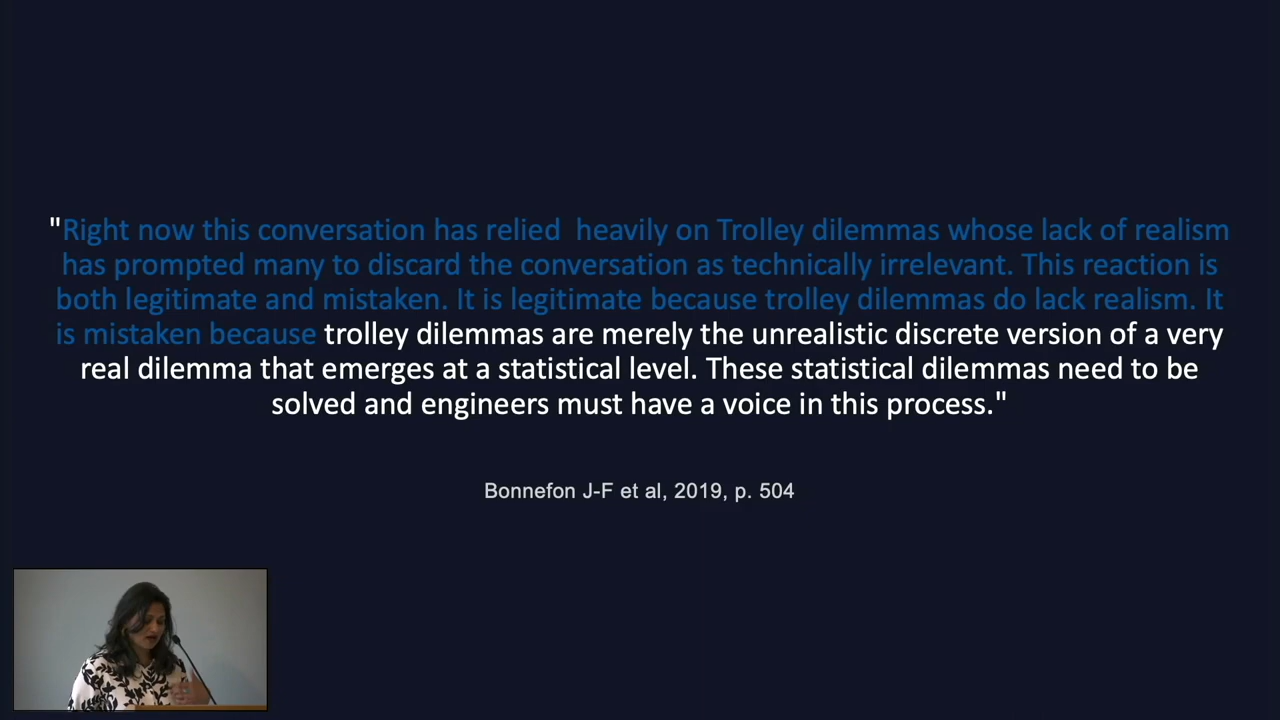 "Right now this conversation has relied  heavily on Trolley dilemmas whose lack of realism
has prompted many to discard the conversation as technically irrelevant. This reaction is
both legitimate and mistaken. It is legitimate because trolley dilemmas do lack realism. It
is mistaken because trolley dilemmas are merely the unrealistic discrete version of a very
real dilemma that emerges at a statistical level. These statistical dilemmas need to be
solved and engineers must have a voice in this process."
Bonnefon J-F et al, 2019, p. 504